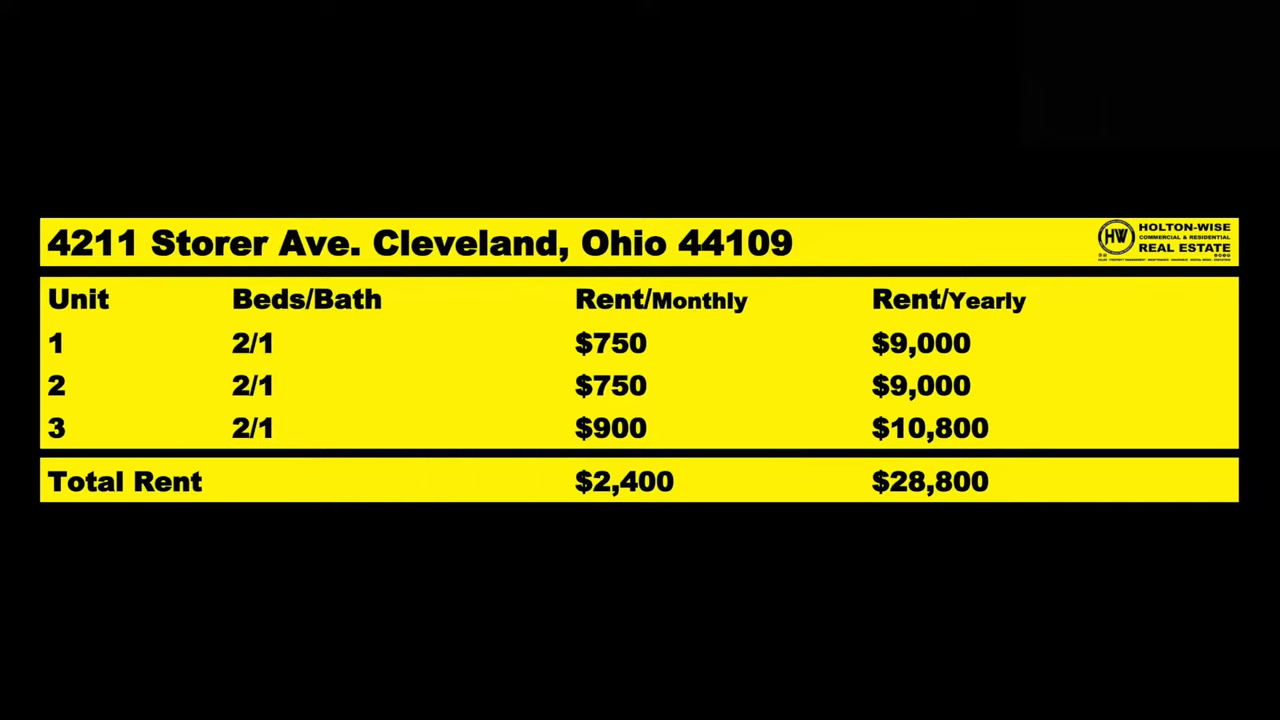 4211 Storer Ave. Cleveland, Ohio 44109
HW
HOLTON-WISE
COMMERCIAL & RESIDENTIAL
REAL ESTATE
Unit Beds/Bath Rent/Monthly Rent/Yearly
1 2/1 $750 $9,000
2 2/1 $750 $9,000
3 2/1 $900 $10,800
Total Rent $2,400 $28,800